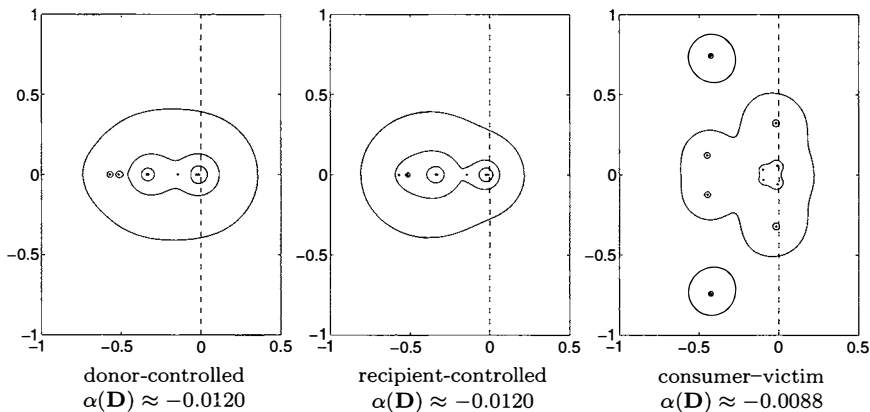 1
0.5
0
−0.5
−1
−1 −0.5 0 0.5
donor-controlled
α(D) ≈ −0.0120
1
0.5
0
−0.5
−1
−1 −0.5 0 0.5
recipient-controlled
α(D) ≈ −0.0120
1
0.5
0
−0.5
−1
−1 −0.5 0 0.5
consumer–victim
α(D) ≈ −0.0088